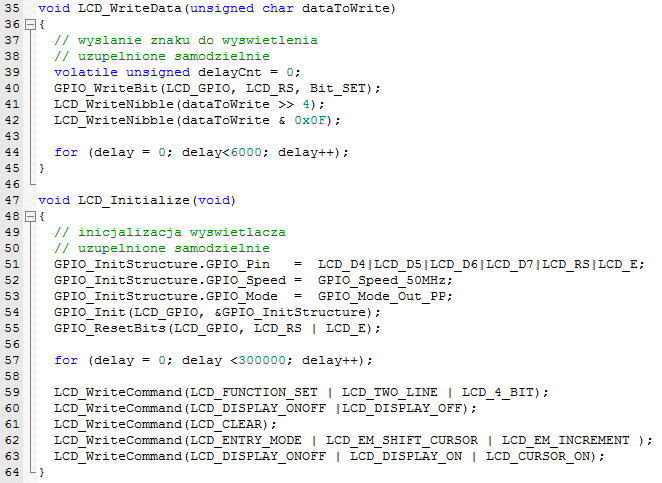 35 void LCD_WriteData(unsigned char dataToWrite)
36 {
37 // wyslanie znaku do wyswietlenia
38 // uzupelnione samodzielnie
39 volatile unsigned delayCnt = 0;
40 GPIO_WriteBit(LCD_GPIO, LCD_RS, Bit_SET);
41 LCD_WriteNibble(dataToWrite >> 4);
42 LCD_WriteNibble(dataToWrite & 0x0F);
43
44 for (delay = 0; delay<6000; delay++);
45 }
46
47 void LCD_Initialize(void)
48 {
49 // inicjalizacja wyswietlacza
50 // uzupelnione samodzielnie
51 GPIO_InitStructure.GPIO_Pin = LCD_D4|LCD_D5|LCD_D6|LCD_D7|LCD_RS|LCD_E;
52 GPIO_InitStructure.GPIO_Speed = GPIO_Speed_50MHz;
53 GPIO_InitStructure.GPIO_Mode = GPIO_Mode_Out_PP;
54 GPIO_Init(LCD_GPIO, &GPIO_InitStructure);
55 GPIO_ResetBits(LCD_GPIO, LCD_RS | LCD_E);
56
57 for (delay = 0; delay <300000; delay++);
58
59 LCD_WriteCommand(LCD_FUNCTION_SET | LCD_TWO_LINE | LCD_4_BIT);
60 LCD_WriteCommand(LCD_DISPLAY_ONOFF |LCD_DISPLAY_OFF);
61 LCD_WriteCommand(LCD_CLEAR);
62 LCD_WriteCommand(LCD_ENTRY_MODE | LCD_EM_SHIFT_CURSOR | LCD_EM_INCREMENT );
63 LCD_WriteCommand(LCD_DISPLAY_ONOFF | LCD_DISPLAY_ON | LCD_CURSOR_ON);
64 }